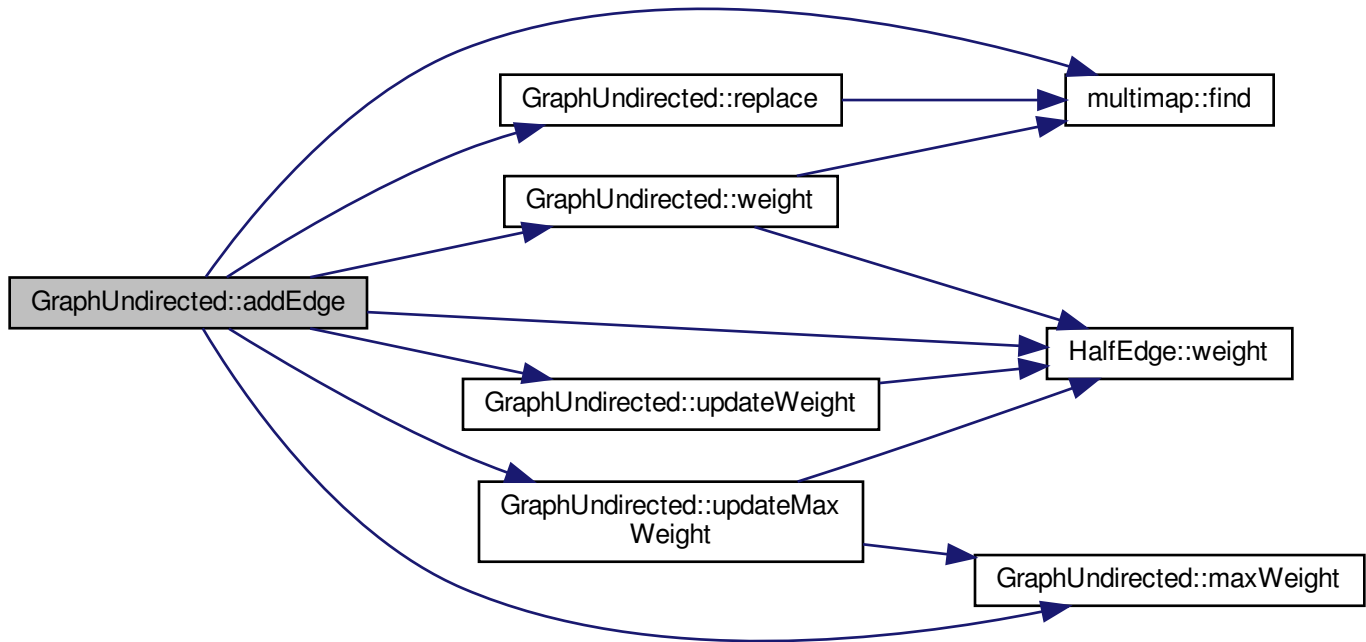 GraphUndirected::replace
multimap::find
GraphUndirected::weight
GraphUndirected::addEdge
HalfEdge::weight
GraphUndirected::updateWeight
GraphUndirected::updateMax
Weight
GraphUndirected::maxWeight